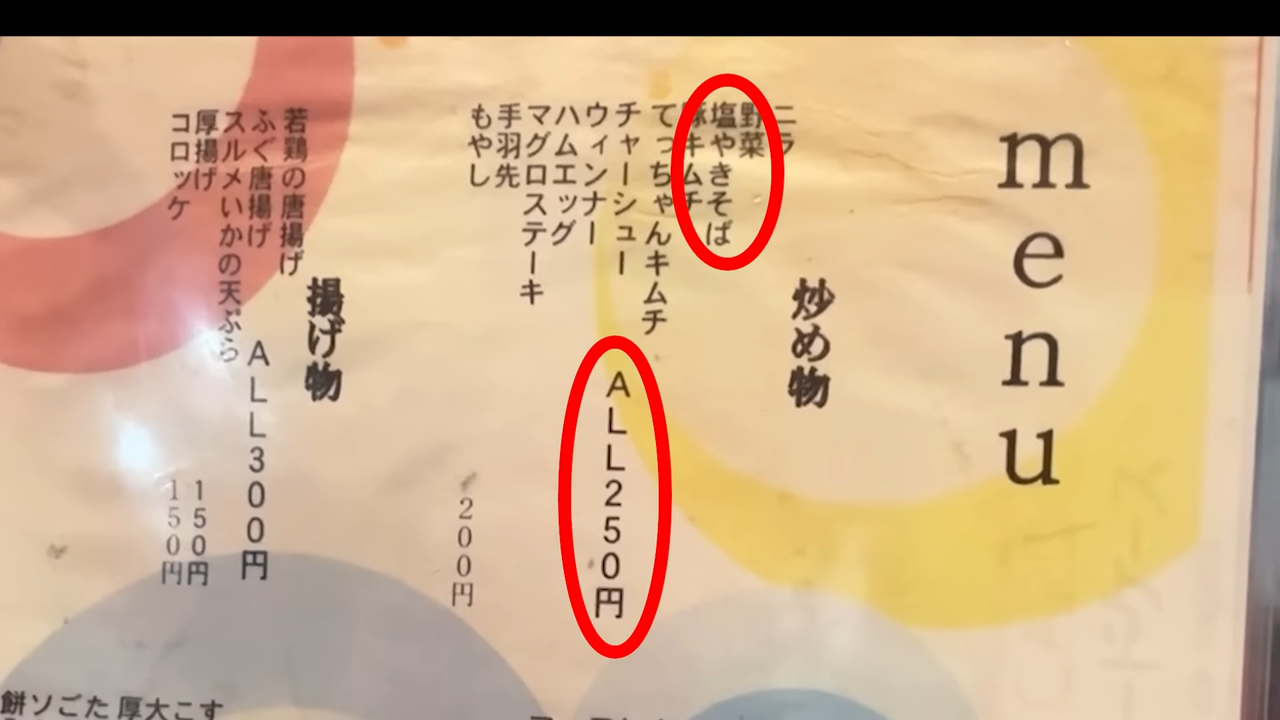 menu
炒め物
ニラ
野菜
塩やきそば
豚キムチ
てっちゃんキムチ
チャーシュー
ウィンナー
ハムエッグ
マグロステーキ
手羽先
ALL250円
もやし
200円
揚げ物
若鶏の唐揚げ
ふぐ唐揚げ
スルメいかの天ぷら
ALL300円
厚揚げ
150円
コロッケ
150円